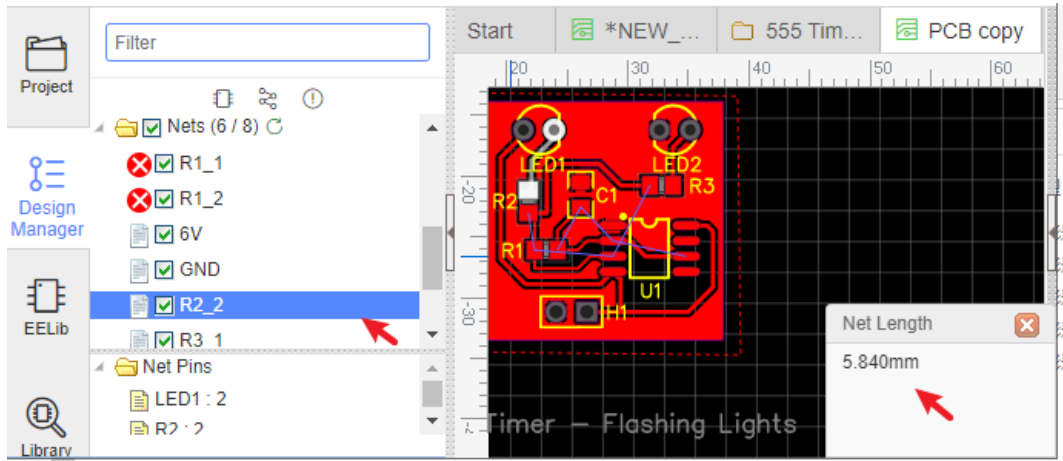 Start
*NEW_...
555 Tim...
PCB copy
Filter
Project
Nets (6 / 8)
R1_1
R1_2
6V
GND
R2_2
R3_1
Net Pins
LED1 : 2
R2 : 2
Design
Manager
EELib
Library
20
30
40
50
60
-20
-30
LED1
LED2
R2
C1
R3
R1
U1
H1
Timer – Flashing Lights
Net Length
5.840mm